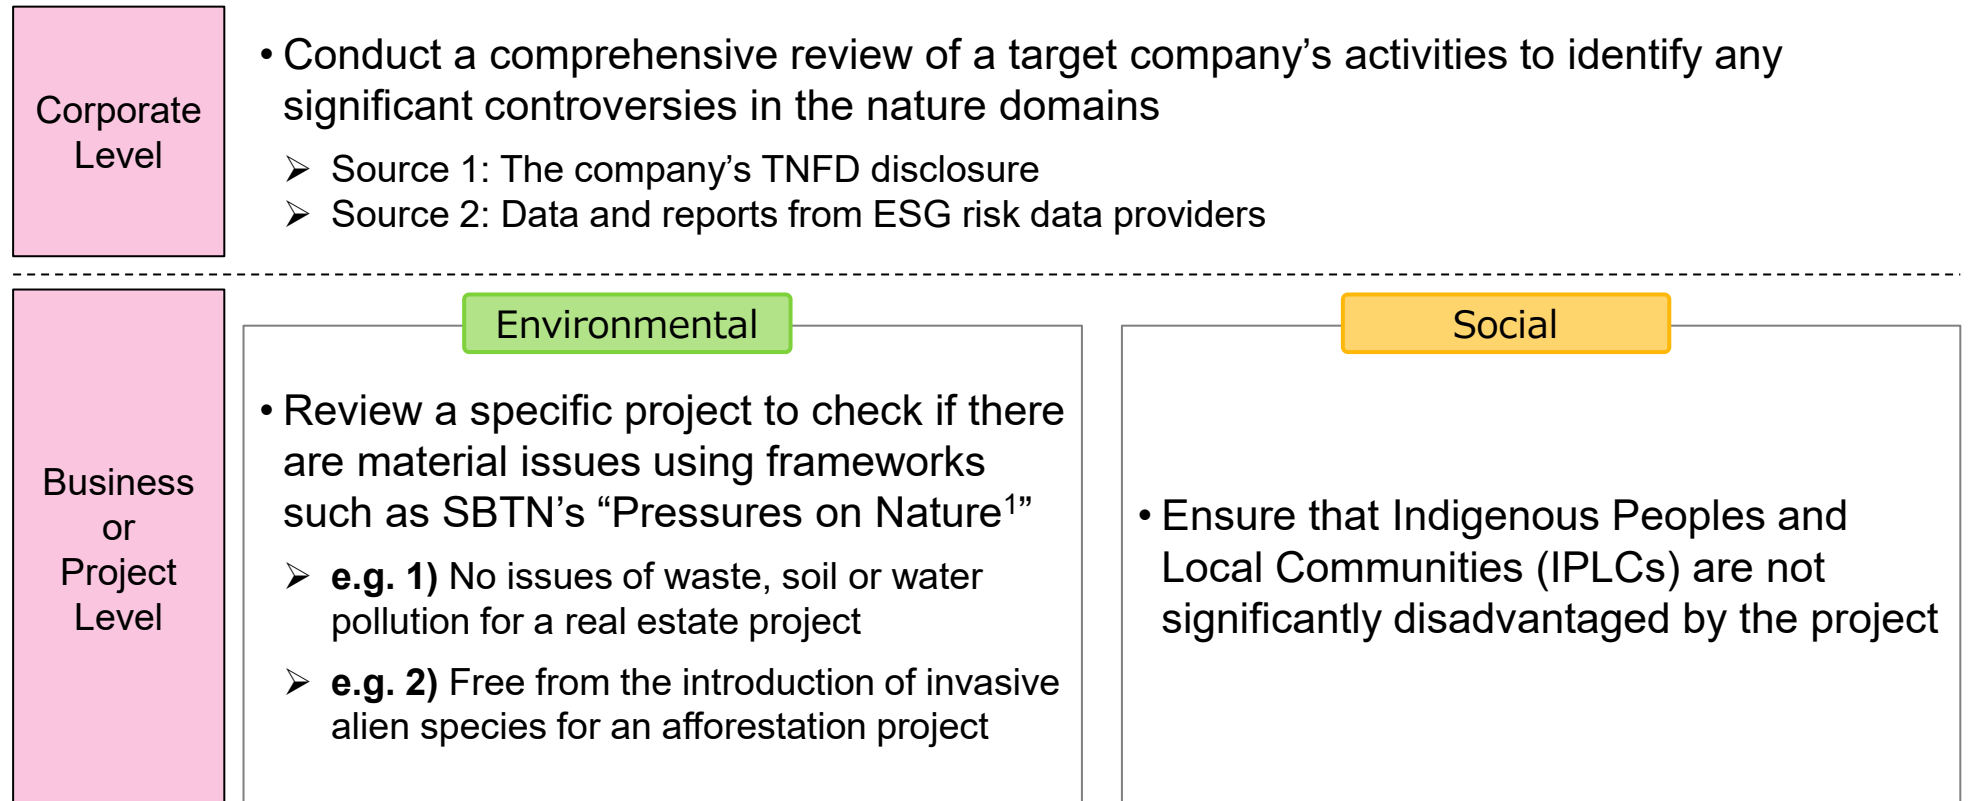 Corporate
Level
• Conduct a comprehensive review of a target company’s activities to identify any
significant controversies in the nature domains
➢ Source 1: The company’s TNFD disclosure
➢ Source 2: Data and reports from ESG risk data providers
Business
or
Project
Level
Environmental
• Review a specific project to check if there
are material issues using frameworks
such as SBTN’s “Pressures on Nature¹”
➢ e.g. 1) No issues of waste, soil or water
pollution for a real estate project
➢ e.g. 2) Free from the introduction of invasive
alien species for an afforestation project
Social
• Ensure that Indigenous Peoples and
Local Communities (IPLCs) are not
significantly disadvantaged by the project